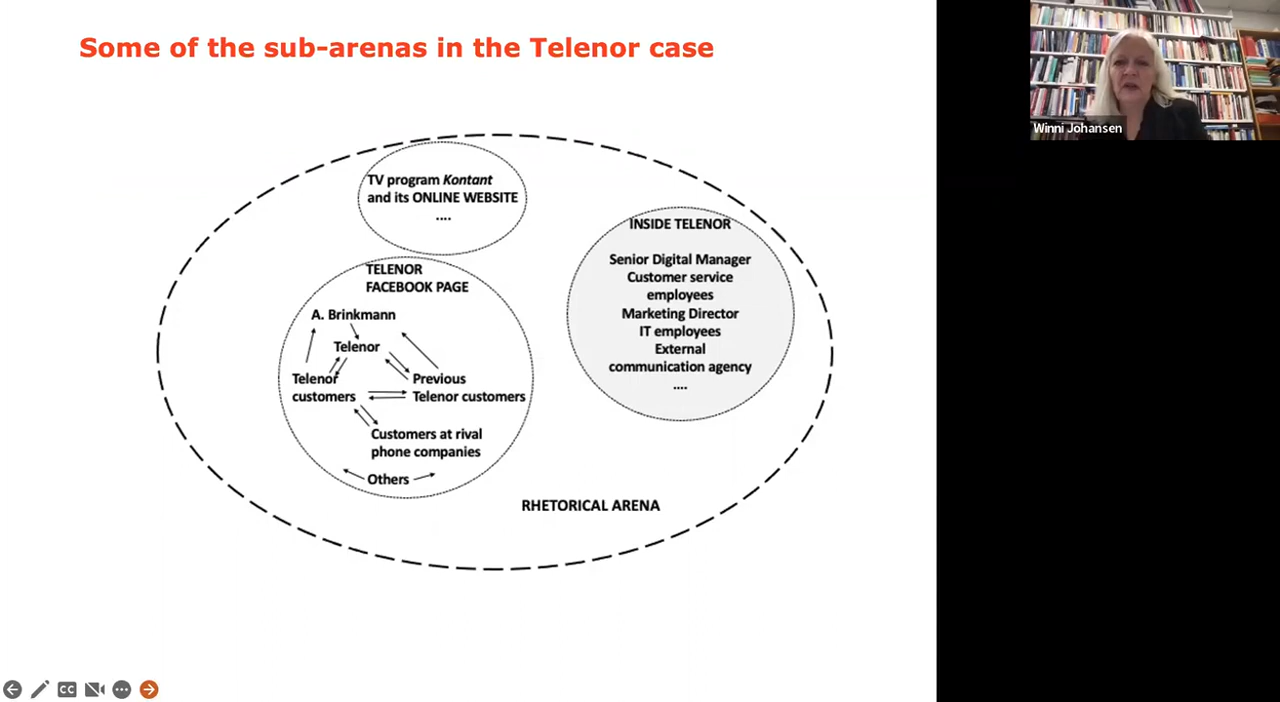 Some of the sub-arenas in the Telenor case
Winni Johansen
TV program Kontant
and its ONLINE WEBSITE
....
INSIDE TELENOR
Senior Digital Manager
Customer service
employees
Marketing Director
IT employees
External
communication agency
....
TELENOR
FACEBOOK PAGE
A. Brinkmann
Telenor
Telenor
customers
Previous
Telenor customers
Customers at rival
phone companies
Others
RHETORICAL ARENA
CC